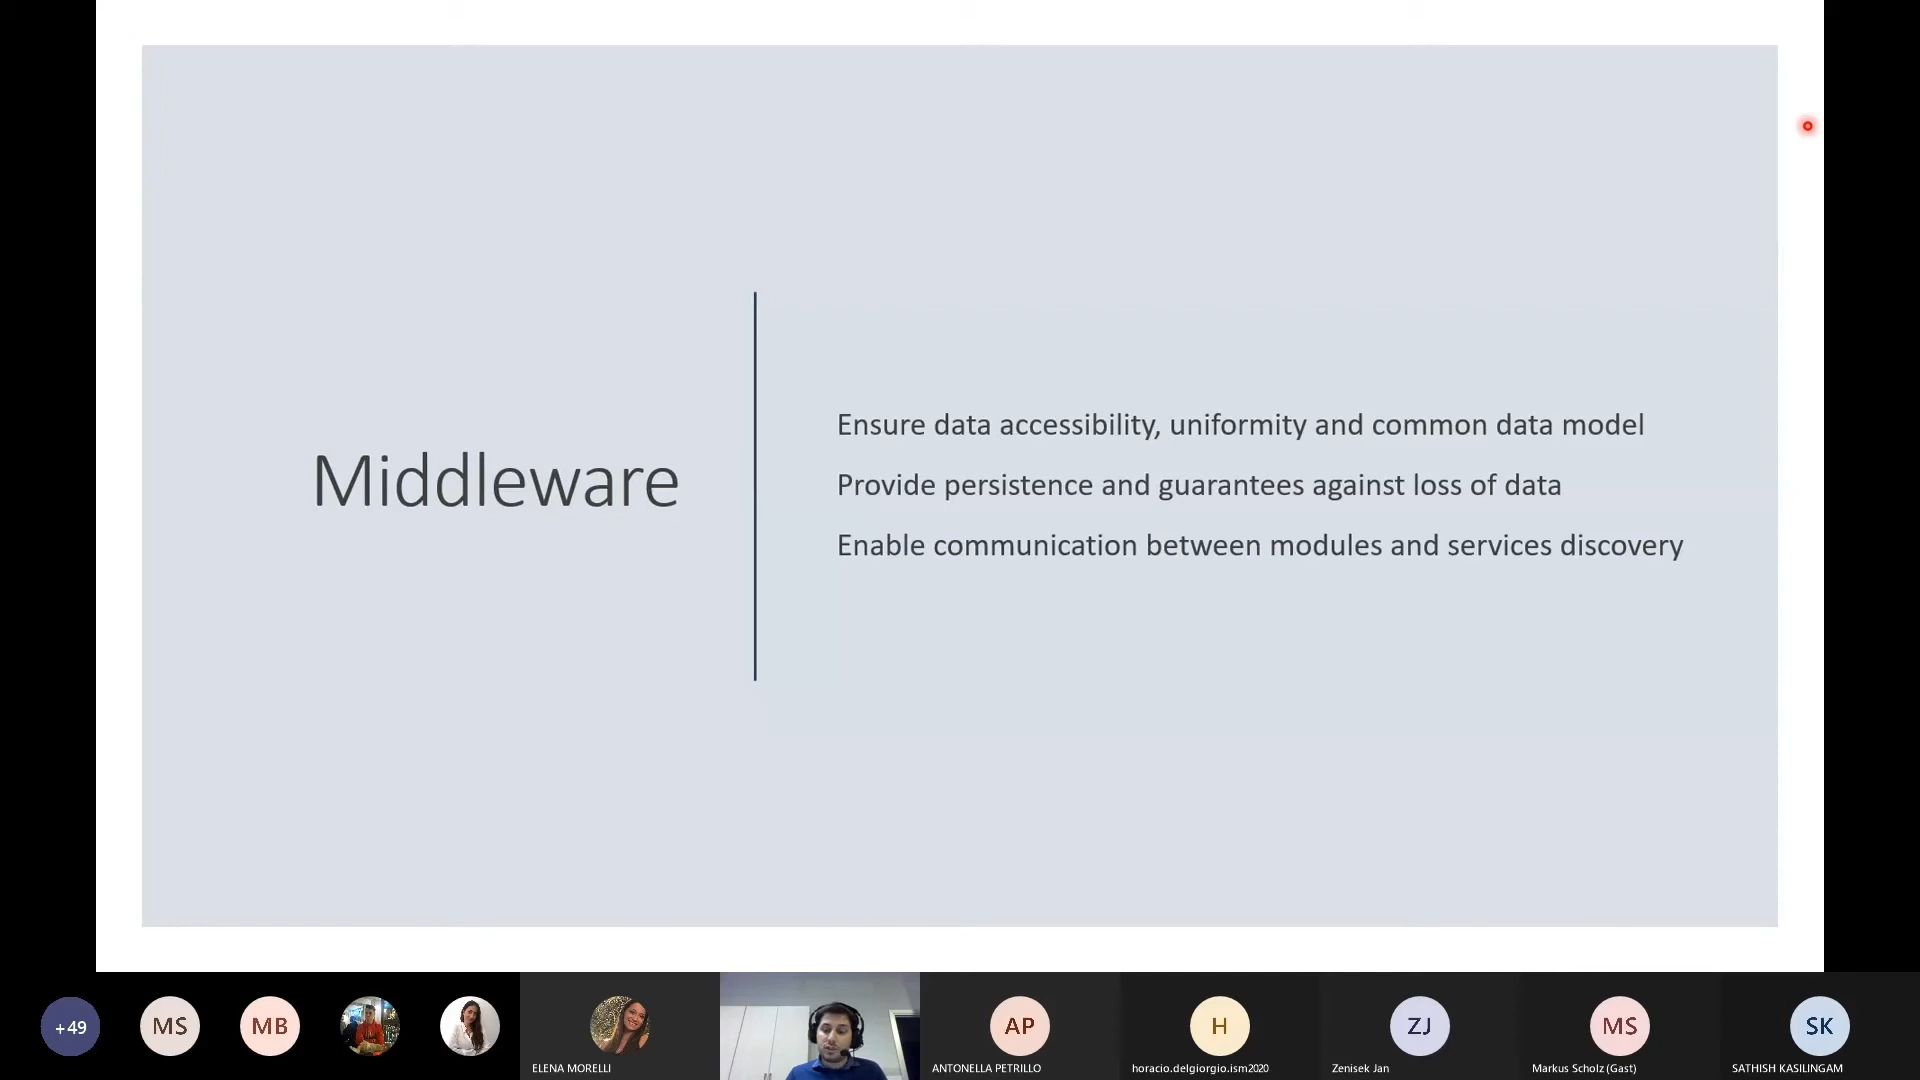 Middleware
Ensure data accessibility, uniformity and common data model
Provide persistence and guarantees against loss of data
Enable communication between modules and services discovery
+49
MS
MB
ELENA MORELLI
AP
ANTONELLA PETRILLO
H
horacio.delgiorgio.ism2020
ZJ
Zenisek Jan
MS
Markus Scholz (Gast)
SK
SATHISH KASILINGAM